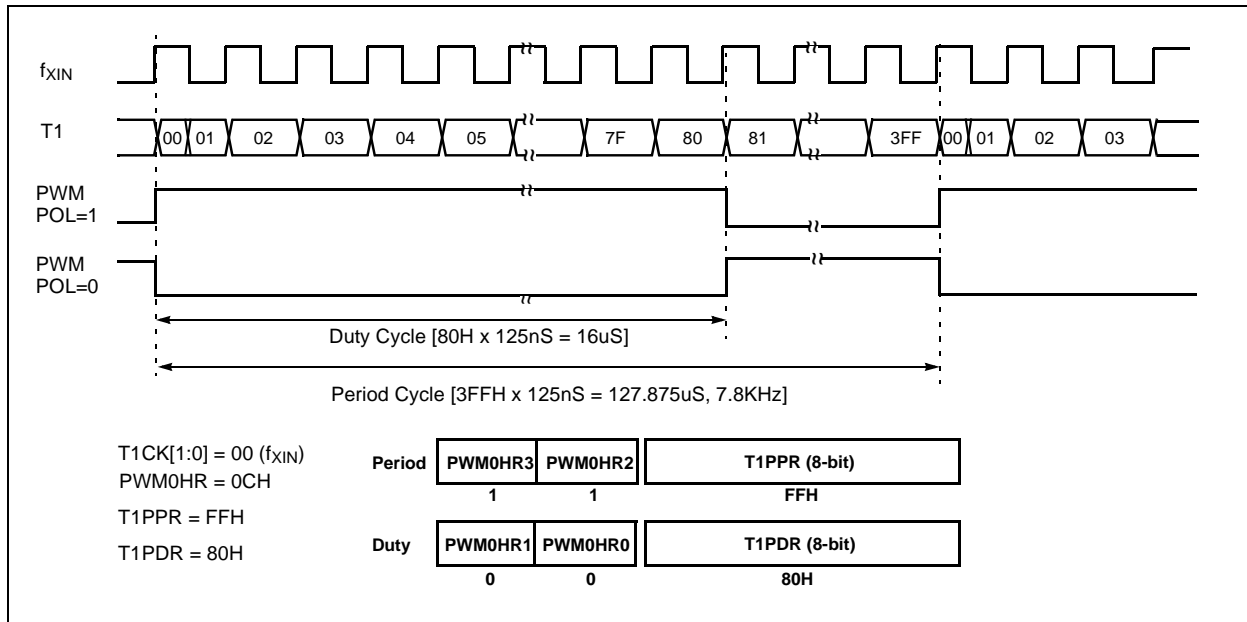 fXIN
T1
00 01 02 03 04 05 7F 80 81 3FF 00 01 02 03
PWM
POL=1
PWM
POL=0
Duty Cycle [80H x 125nS = 16uS]
Period Cycle [3FFH x 125nS = 127.875uS, 7.8KHz]
T1CK[1:0] = 00 (fXIN)
PWM0HR = 0CH
T1PPR = FFH
T1PDR = 80H
Period PWM0HR3 PWM0HR2 T1PPR (8-bit)
1 1 FFH
Duty PWM0HR1 PWM0HR0 T1PDR (8-bit)
0 0 80H